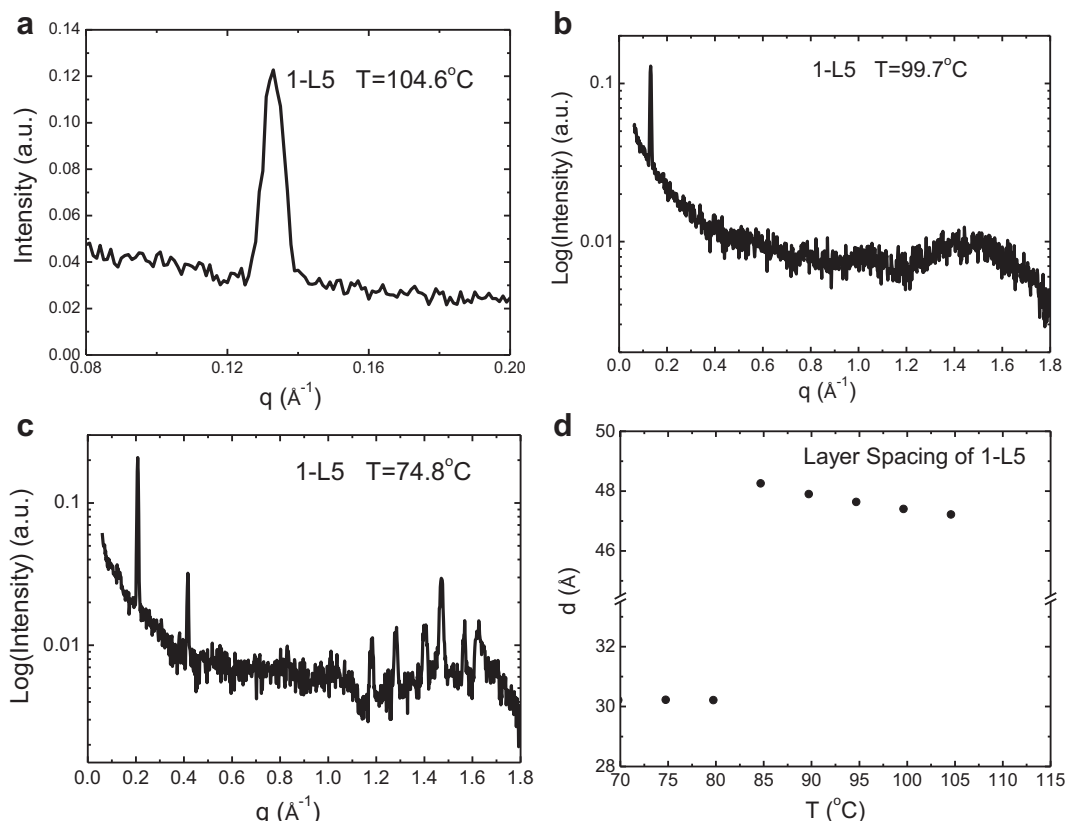 a
0.14
0.12
0.10
0.08
0.06
0.04
0.02
0.00
Intensity (a.u.)
1-L5 T=104.6°C
0.08 0.12 0.16 0.20
q (Å⁻¹)
b
0.1
0.01
Log(Intensity) (a.u.)
1-L5 T=99.7°C
0.0 0.2 0.4 0.6 0.8 1.0 1.2 1.4 1.6 1.8
q (Å⁻¹)
c
0.1
0.01
Log(Intensity) (a.u.)
1-L5 T=74.8°C
0.0 0.2 0.4 0.6 0.8 1.0 1.2 1.4 1.6 1.8
q (Å⁻¹)
d
50
48
46
32
30
28
d (Å)
Layer Spacing of 1-L5
70 75 80 85 90 95 100 105 110 115
T (°C)